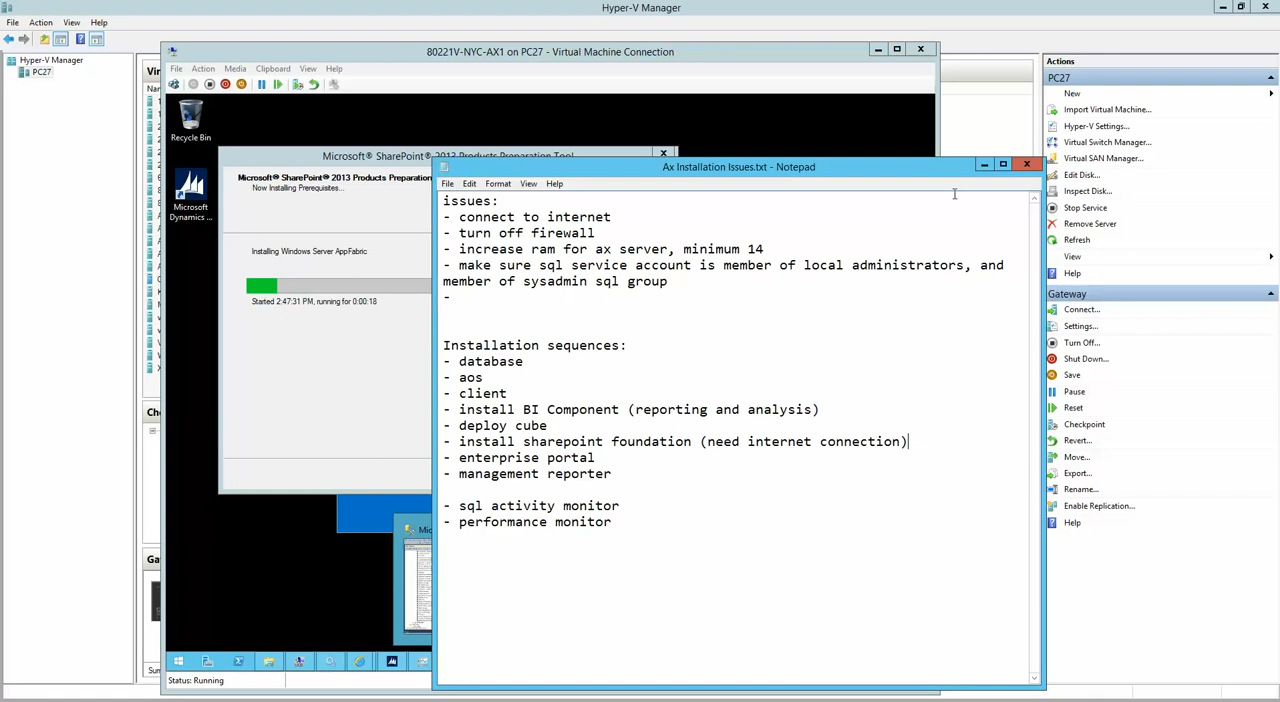 Hyper-V Manager
File Action View Help
Hyper-V Manager
PC27
80221V-NYC-AX1 on PC27 - Virtual Machine Connection
File Action Media Clipboard View Help
Recycle Bin
Microsoft
Dynamics ...
Microsoft® SharePoint® 2013 Products Preparation Tool
Microsoft® SharePoint® 2013 Products Preparation
Now Installing Prerequisites...
Installing Windows Server AppFabric
Started 2:47:31 PM, running for 0:00:18
Status: Running
Ax Installation Issues.txt - Notepad
File Edit Format View Help
issues:
- connect to internet
- turn off firewall
- increase ram for ax server, minimum 14
- make sure sql service account is member of local administrators, and
member of sysadmin sql group
-
Installation sequences:
- database
- aos
- client
- install BI Component (reporting and analysis)
- deploy cube
- install sharepoint foundation (need internet connection)
- enterprise portal
- management reporter
- sql activity monitor
- performance monitor
Actions
PC27
New
Import Virtual Machine...
Hyper-V Settings...
Virtual Switch Manager...
Virtual SAN Manager...
Edit Disk...
Inspect Disk...
Stop Service
Remove Server
Refresh
View
Help
Gateway
Connect...
Settings...
Turn Off...
Shut Down...
Save
Pause
Reset
Checkpoint
Revert...
Move...
Export...
Rename...
Enable Replication...
Help